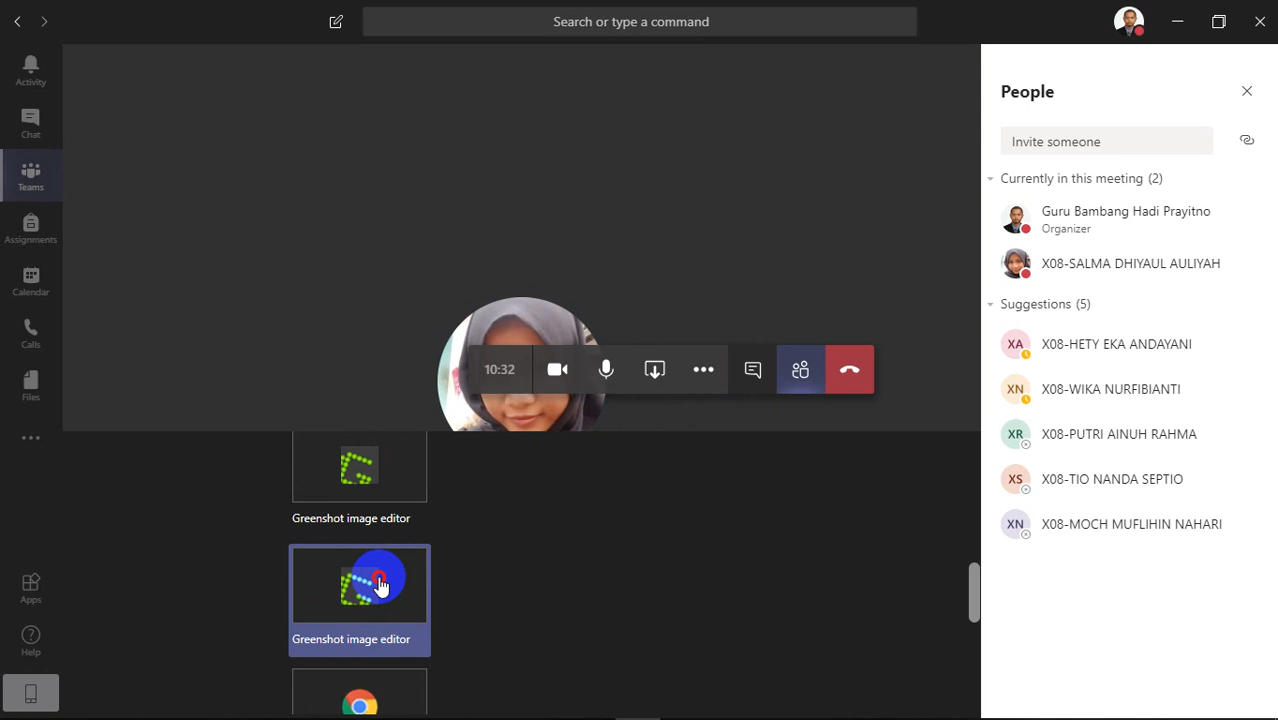 Search or type a command
Activity
Chat
Teams
Assignments
Calendar
Calls
Files
Apps
Help
10:32
Greenshot image editor
Greenshot image editor
People
Invite someone
Currently in this meeting (2)
Guru Bambang Hadi Prayitno
Organizer
X08-SALMA DHIYAUL AULIYAH
Suggestions (5)
XA
X08-HETY EKA ANDAYANI
XN
X08-WIKA NURFIBIANTI
XR
X08-PUTRI AINUH RAHMA
XS
X08-TIO NANDA SEPTIO
XN
X08-MOCH MUFLIHIN NAHARI